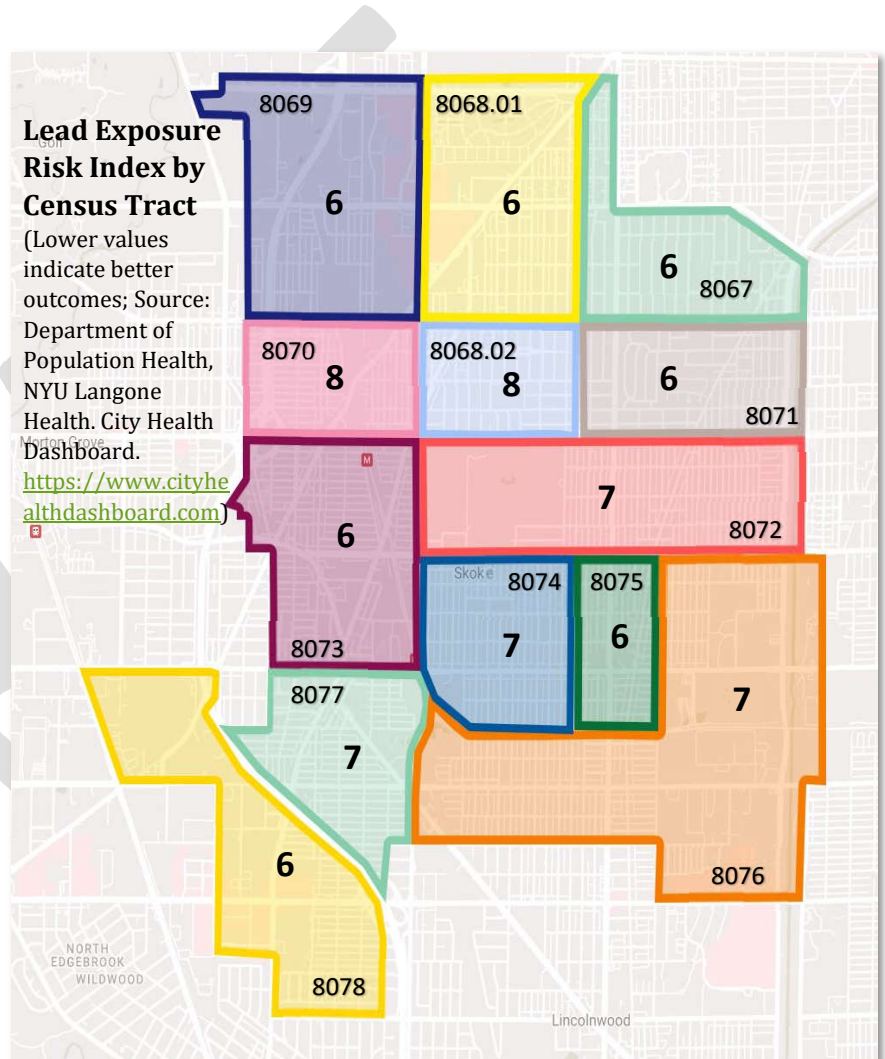 Lead Exposure
Risk Index by
Census Tract
(Lower values
indicate better
outcomes; Source:
Department of
Population Health,
NYU Langone
Health. City Health
Dashboard.
https://www.cityhe
althdashboard.com)
Golf
Morton Grove
8069
6
8068.01
6
6
8067
8070
8
8068.02
8
6
8071
M
6
8073
7
8072
Skokie
8074
7
8075
6
7
8076
8077
7
6
8078
NORTH
EDGEBROOK
WILDWOOD
Lincolnwood